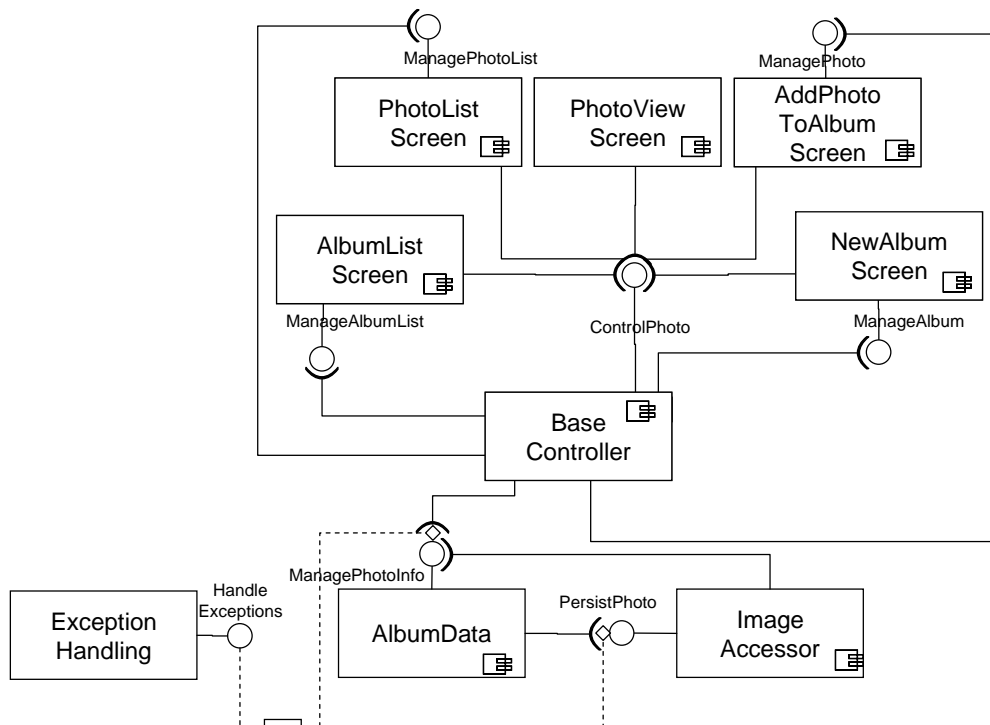 ManagePhotoList
ManagePhoto
PhotoList
Screen
PhotoView
Screen
AddPhoto
ToAlbum
Screen
AlbumList
Screen
NewAlbum
Screen
ManageAlbumList
ControlPhoto
ManageAlbum
Base
Controller
ManagePhotoInfo
Handle
Exceptions
PersistPhoto
Exception
Handling
AlbumData
Image
Accessor